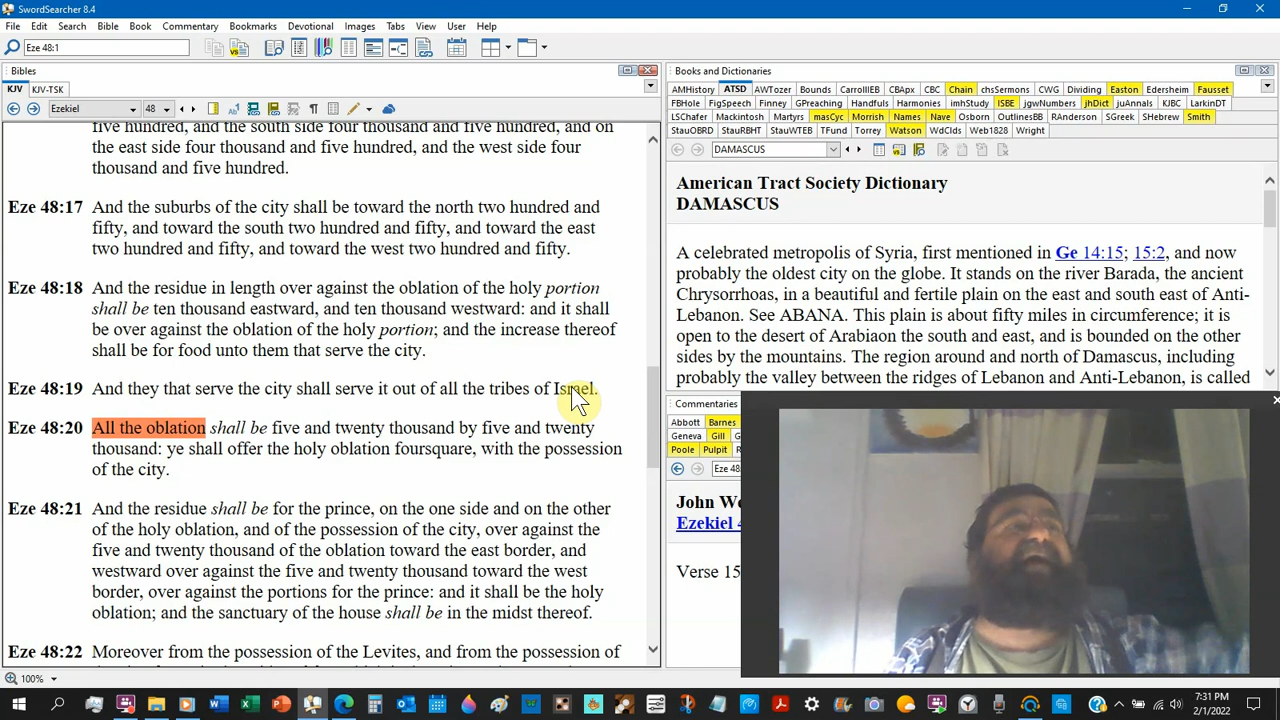 SwordSearcher 8.4
File Edit Search Bible Book Commentary Bookmarks Devotional Images Tabs View User Help
Eze 48:1
Bibles
KJV KJV-TSK
Ezekiel 48
five hundred, and the south side four thousand and five hundred, and on
the east side four thousand and five hundred, and the west side four
thousand and five hundred.
Eze 48:17 And the suburbs of the city shall be toward the north two hundred and
fifty, and toward the south two hundred and fifty, and toward the east
two hundred and fifty, and toward the west two hundred and fifty.
Eze 48:18 And the residue in length over against the oblation of the holy portion
shall be ten thousand eastward, and ten thousand westward: and it shall
be over against the oblation of the holy portion; and the increase thereof
shall be for food unto them that serve the city.
Eze 48:19 And they that serve the city shall serve it out of all the tribes of Israel.
Eze 48:20 All the oblation shall be five and twenty thousand by five and twenty
thousand: ye shall offer the holy oblation foursquare, with the possession
of the city.
Eze 48:21 And the residue shall be for the prince, on the one side and on the other
of the holy oblation, and of the possession of the city, over against the
five and twenty thousand of the oblation toward the east border, and
westward over against the five and twenty thousand toward the west
border, over against the portions for the prince: and it shall be the holy
oblation; and the sanctuary of the house shall be in the midst thereof.
Eze 48:22 Moreover from the possession of the Levites, and from the possession of
100%
Books and Dictionaries
AMHistory ATSD AWTozer Bounds CarrollIEB CBApx CBC Chain chsSermons CWG Dividing Easton Edersheim Fausset
FBHole FigSpeech Finney GPreaching Handfuls Harmonies imhStudy ISBE jgwNumbers jhDict juAnnals KJBC LarkinDT
LSChafer Mackintosh Martyrs masCyc Morrish Names Nave Osborn OutlinesBB RAnderson SGreek SHebrew Smith
StauOBRD StauRBHT StauWTEB TFund Torrey Watson WdClds Web1828 Wright
DAMASCUS
American Tract Society Dictionary
DAMASCUS
A celebrated metropolis of Syria, first mentioned in Ge 14:15; 15:2, and now
probably the oldest city on the globe. It stands on the river Barada, the ancient
Chrysorrhoas, in a beautiful and fertile plain on the east and south east of Anti-
Lebanon. See ABANA. This plain is about fifty miles in circumference; it is
open to the desert of Arabiaon the south and east, and is bounded on the other
sides by the mountains. The region around and north of Damascus, including
probably the valley between the ridges of Lebanon and Anti-Lebanon, is called
Commentaries
Abbott Barnes
Geneva Gill
Poole Pulpit
Eze 48
John We
Ezekiel 4
Verse 15
7:31 PM
2/1/2022